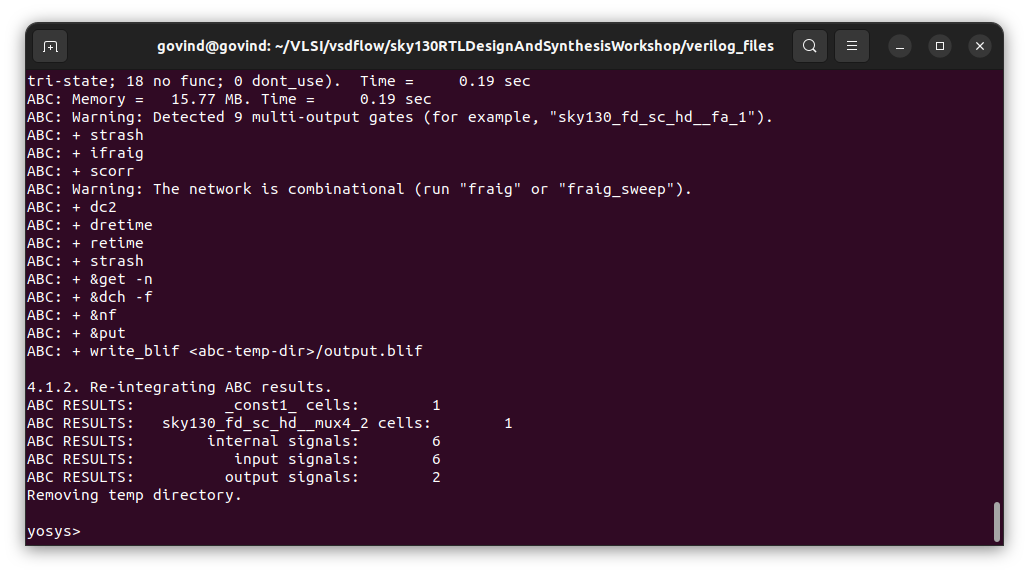 govind@govind: ~/VLSI/vsdflow/sky130RTLDesignAndSynthesisWorkshop/verilog_files
tri-state; 18 no func; 0 dont_use).  Time =     0.19 sec
ABC: Memory =   15.77 MB. Time =     0.19 sec
ABC: Warning: Detected 9 multi-output gates (for example, "sky130_fd_sc_hd__fa_1").
ABC: + strash
ABC: + ifraig
ABC: + scorr
ABC: Warning: The network is combinational (run "fraig" or "fraig_sweep").
ABC: + dc2
ABC: + dretime
ABC: + retime
ABC: + strash
ABC: + &get -n
ABC: + &dch -f
ABC: + &nf
ABC: + &put
ABC: + write_blif <abc-temp-dir>/output.blif
4.1.2. Re-integrating ABC results.
ABC RESULTS:          _const1_ cells:        1
ABC RESULTS:   sky130_fd_sc_hd__mux4_2 cells:        1
ABC RESULTS:        internal signals:        6
ABC RESULTS:           input signals:        6
ABC RESULTS:          output signals:        2
Removing temp directory.
yosys>